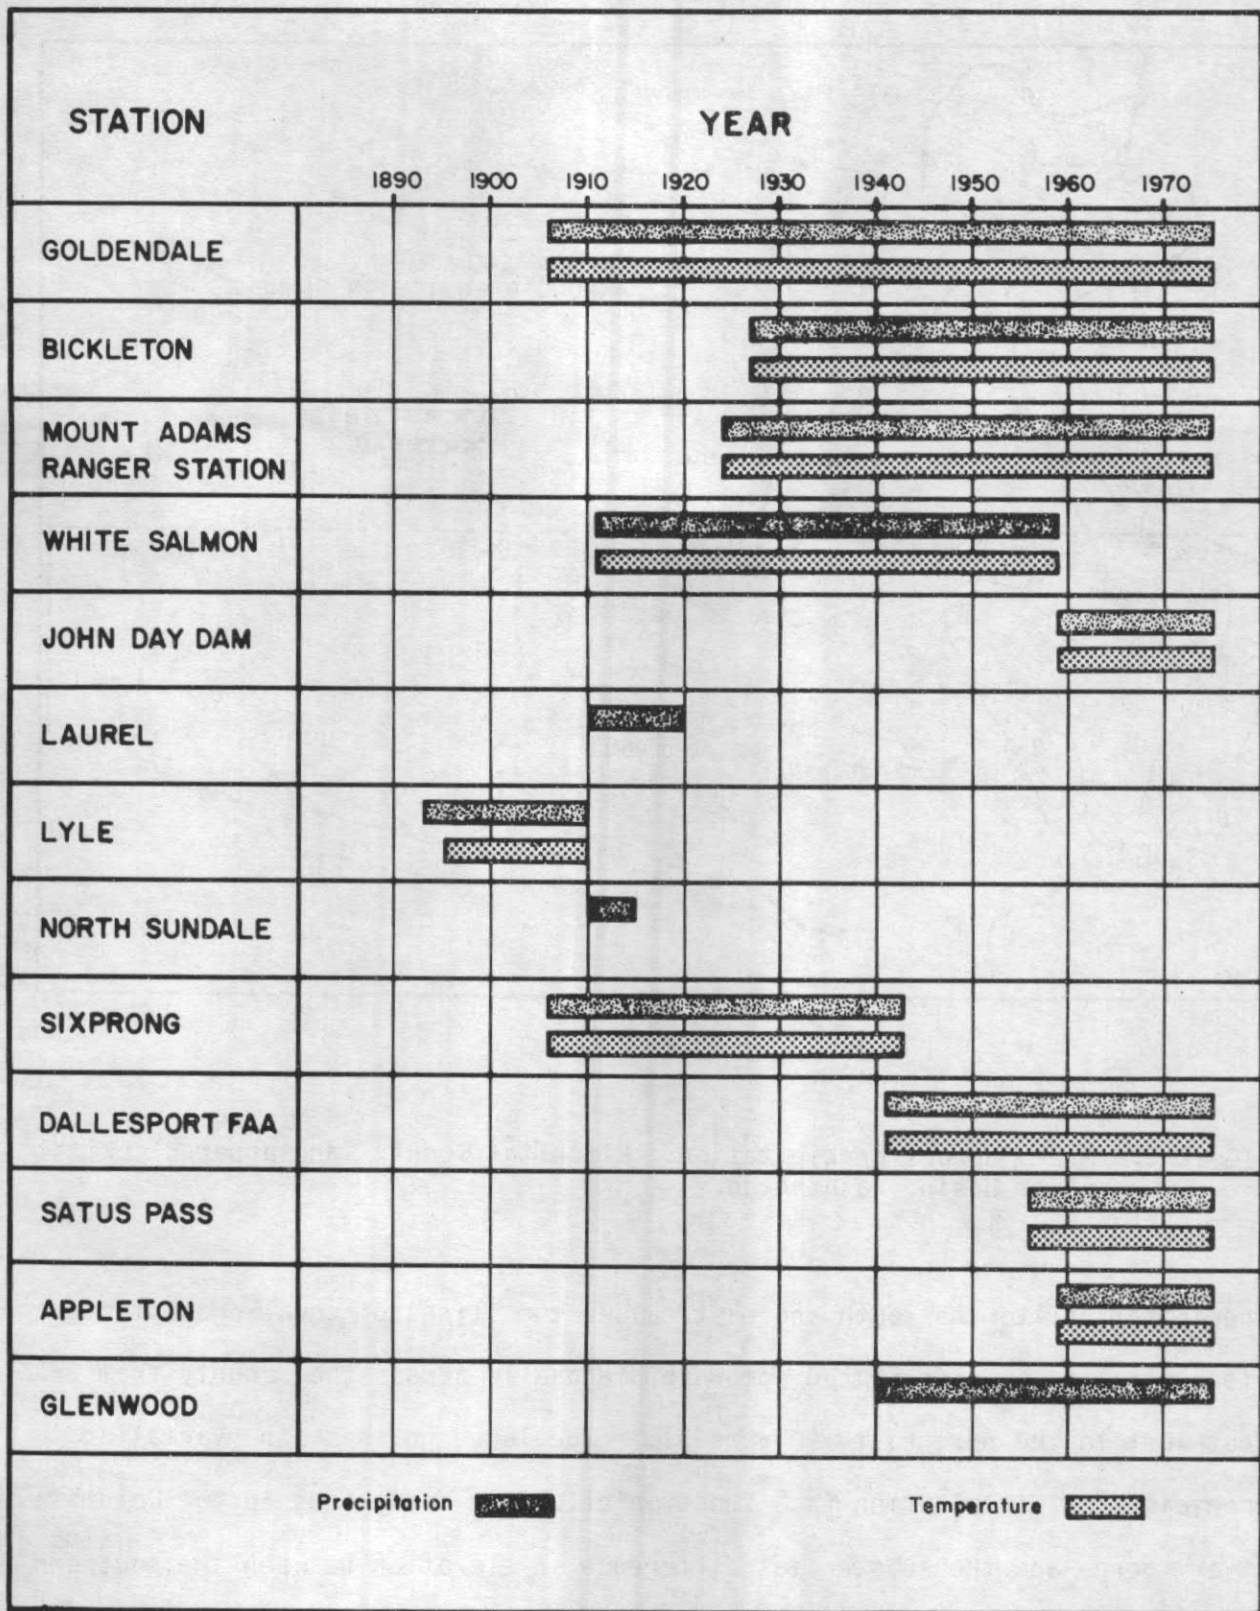 STATION YEAR
1890 1900 1910 1920 1930 1940 1950 1960 1970
GOLDENDALE
BICKLETON
MOUNT ADAMS
RANGER STATION
WHITE SALMON
JOHN DAY DAM
LAUREL
LYLE
NORTH SUNDALE
SIXPRONG
DALLESPORT FAA
SATUS PASS
APPLETON
GLENWOOD
Precipitation Temperature